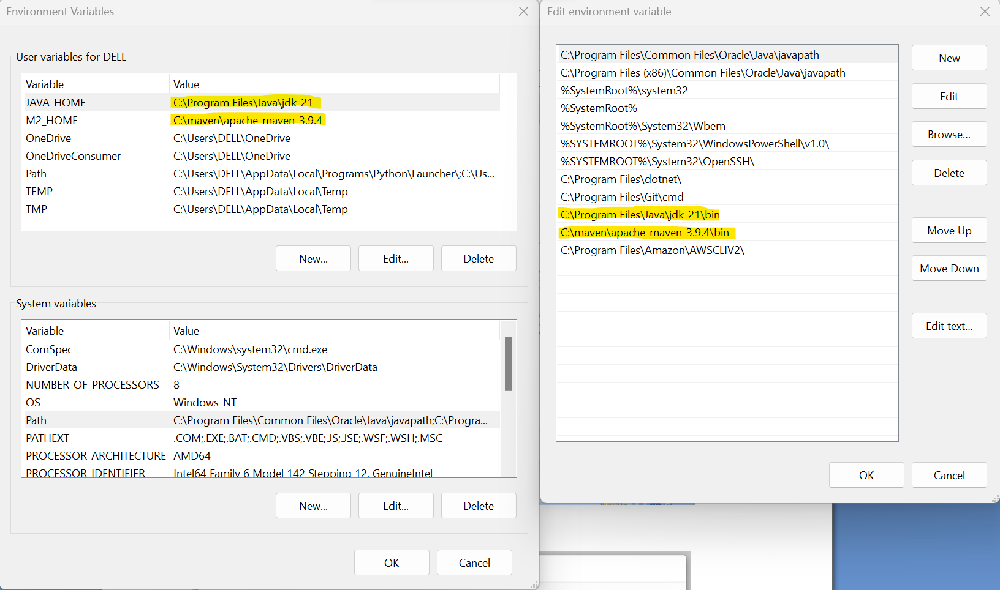 Environment Variables
User variables for DELL
Variable Value
JAVA_HOME C:\Program Files\Java\jdk-21
M2_HOME C:\maven\apache-maven-3.9.4
OneDrive C:\Users\DELL\OneDrive
OneDriveConsumer C:\Users\DELL\OneDrive
Path C:\Users\DELL\AppData\Local\Programs\Python\Launcher\;C:\Us...
TEMP C:\Users\DELL\AppData\Local\Temp
TMP C:\Users\DELL\AppData\Local\Temp
New... Edit... Delete
System variables
Variable Value
ComSpec C:\Windows\system32\cmd.exe
DriverData C:\Windows\System32\Drivers\DriverData
NUMBER_OF_PROCESSORS 8
OS Windows_NT
Path C:\Program Files\Common Files\Oracle\Java\javapath;C:\Progra...
PATHEXT .COM;.EXE;.BAT;.CMD;.VBS;.VBE;.JS;.JSE;.WSF;.WSH;.MSC
PROCESSOR_ARCHITECTURE AMD64
PROCESSOR_IDENTIFIER Intel64 Family 6 Model 142 Stepping 12, GenuineIntel
New... Edit... Delete
OK Cancel
Edit environment variable
C:\Program Files\Common Files\Oracle\Java\javapath
C:\Program Files (x86)\Common Files\Oracle\Java\javapath
%SystemRoot%\system32
%SystemRoot%
%SystemRoot%\System32\Wbem
%SYSTEMROOT%\System32\WindowsPowerShell\v1.0\
%SYSTEMROOT%\System32\OpenSSH\
C:\Program Files\dotnet\
C:\Program Files\Git\cmd
C:\Program Files\Java\jdk-21\bin
C:\maven\apache-maven-3.9.4\bin
C:\Program Files\Amazon\AWSCLIV2\
New
Edit
Browse...
Delete
Move Up
Move Down
Edit text...
OK Cancel